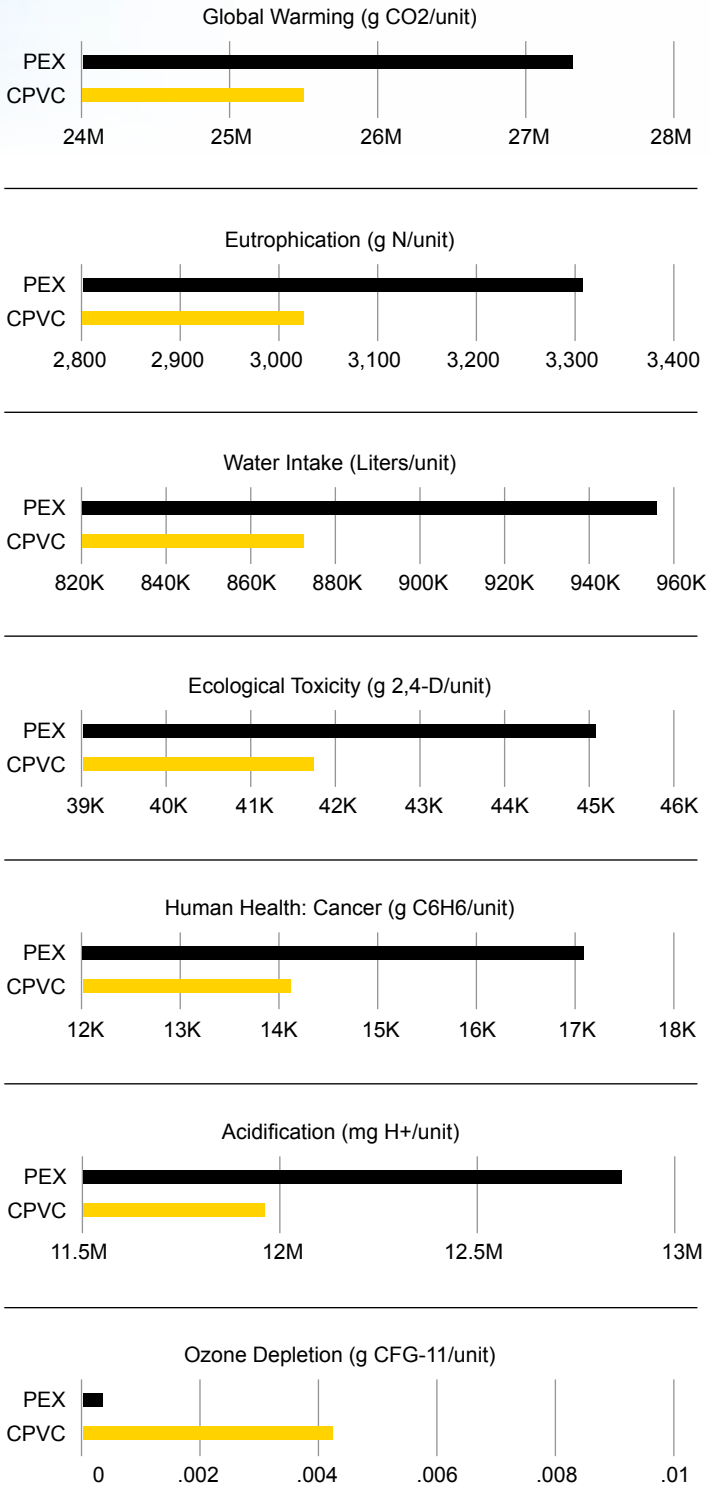 Global Warming (g CO2/unit)
PEX
CPVC
24M 25M 26M 27M 28M
Eutrophication (g N/unit)
PEX
CPVC
2,800 2,900 3,000 3,100 3,200 3,300 3,400
Water Intake (Liters/unit)
PEX
CPVC
820K 840K 860K 880K 900K 920K 940K 960K
Ecological Toxicity (g 2,4-D/unit)
PEX
CPVC
39K 40K 41K 42K 43K 44K 45K 46K
Human Health: Cancer (g C6H6/unit)
PEX
CPVC
12K 13K 14K 15K 16K 17K 18K
Acidification (mg H+/unit)
PEX
CPVC
11.5M 12M 12.5M 13M
Ozone Depletion (g CFG-11/unit)
PEX
CPVC
0 .002 .004 .006 .008 .01